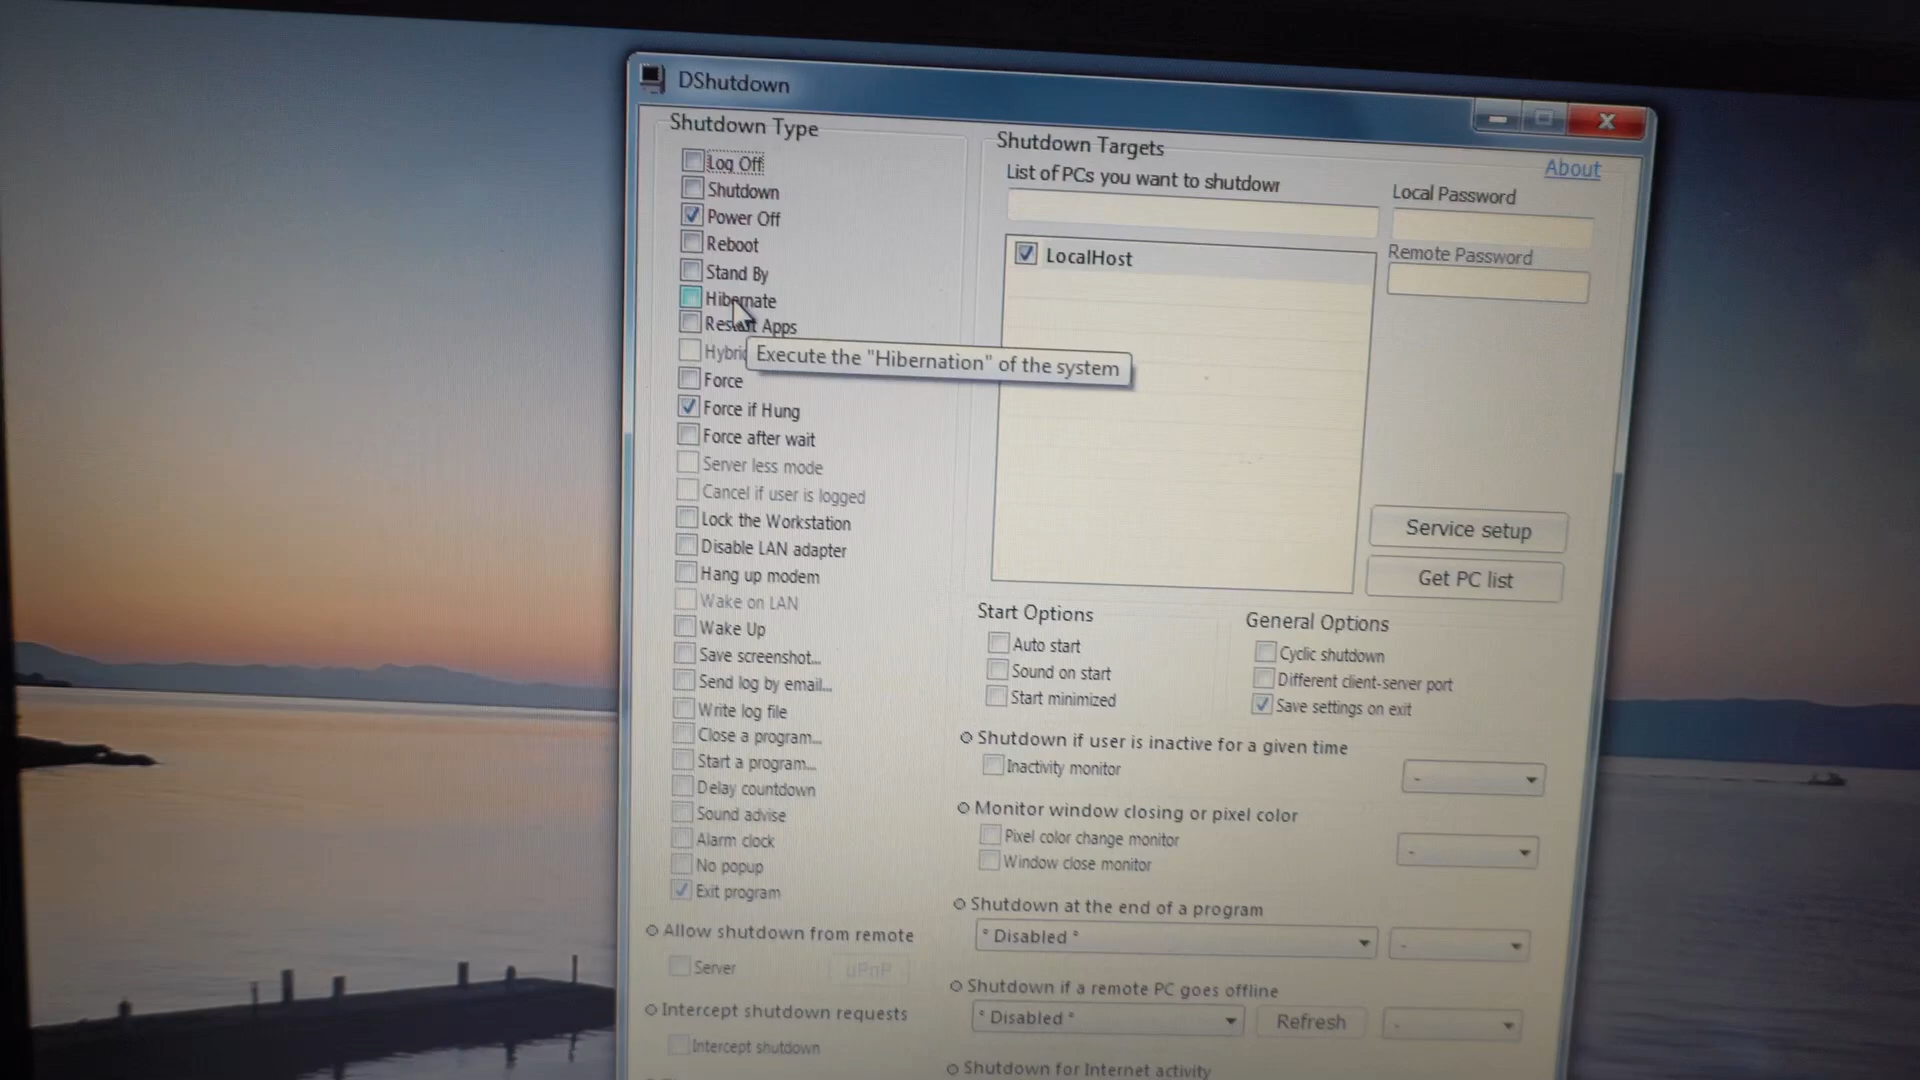 DShutdown
Shutdown Type
Log Off
Shutdown
Power Off
Reboot
Stand By
Hibernate
Restart Apps
Hybrid
Execute the "Hibernation" of the system
Force
Force if Hung
Force after wait
Server less mode
Cancel if user is logged
Lock the Workstation
Disable LAN adapter
Hang up modem
Wake on LAN
Wake Up
Save screenshot...
Send log by email...
Write log file
Close a program...
Start a program...
Delay countdown
Sound advise
Alarm clock
No popup
Exit program
Allow shutdown from remote
Server
uPnP
Intercept shutdown requests
Intercept shutdown
Shutdown Targets
About
List of PCs you want to shutdown
Local Password
LocalHost
Remote Password
Service setup
Get PC list
Start Options
Auto start
Sound on start
Start minimized
General Options
Cyclic shutdown
Different client-server port
Save settings on exit
Shutdown if user is inactive for a given time
Inactivity monitor
-
Monitor window closing or pixel color
Pixel color change monitor
Window close monitor
-
Shutdown at the end of a program
* Disabled *
-
Shutdown if a remote PC goes offline
* Disabled *
Refresh
-
Shutdown for Internet activity